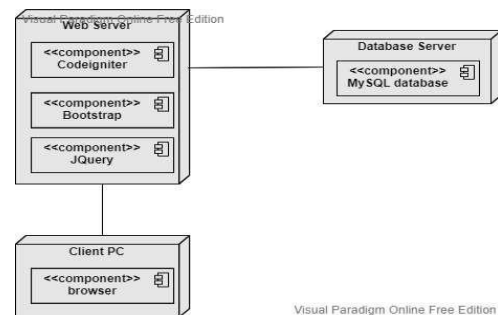 Visual Paradigm Online Free Edition
Web Server
<<component>>
Codeigniter
<<component>>
Bootstrap
<<component>>
JQuery
Database Server
<<component>>
MySQL database
Client PC
<<component>>
browser
Visual Paradigm Online Free Edition